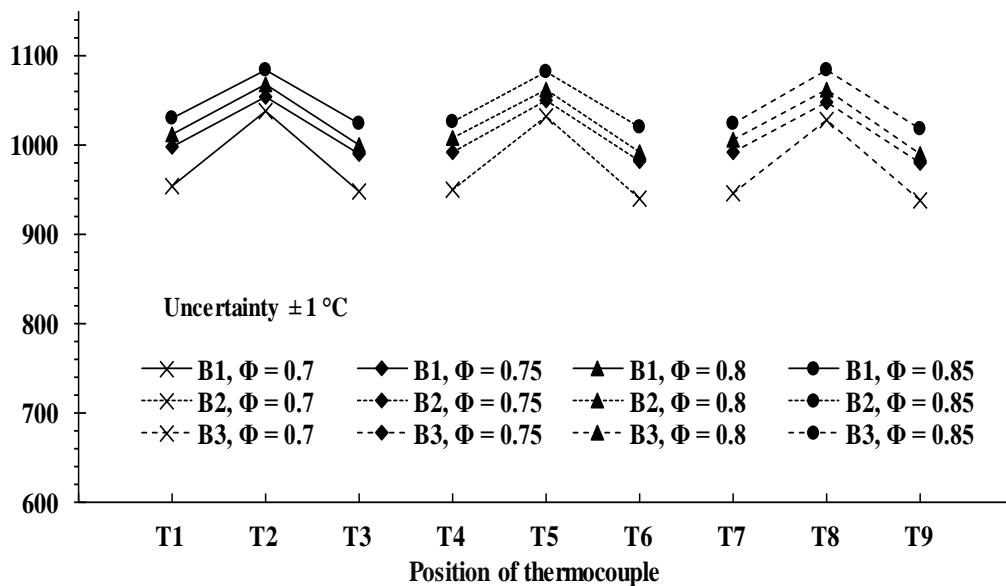 1100
1000
900
800
700
600
Uncertainty ±1 °C
B1, Φ = 0.7 B1, Φ = 0.75 B1, Φ = 0.8 B1, Φ = 0.85
B2, Φ = 0.7 B2, Φ = 0.75 B2, Φ = 0.8 B2, Φ = 0.85
B3, Φ = 0.7 B3, Φ = 0.75 B3, Φ = 0.8 B3, Φ = 0.85
T1 T2 T3 T4 T5 T6 T7 T8 T9
Position of thermocouple